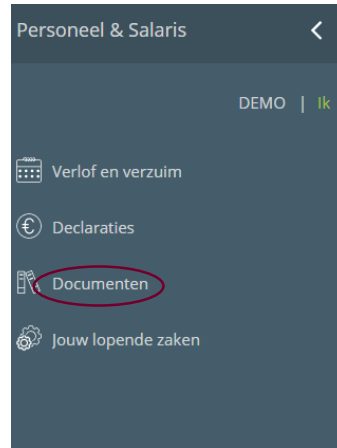 Personeel & Salaris
DEMO | Ik
Verlof en verzuim
Declaraties
Documenten
Jouw lopende zaken